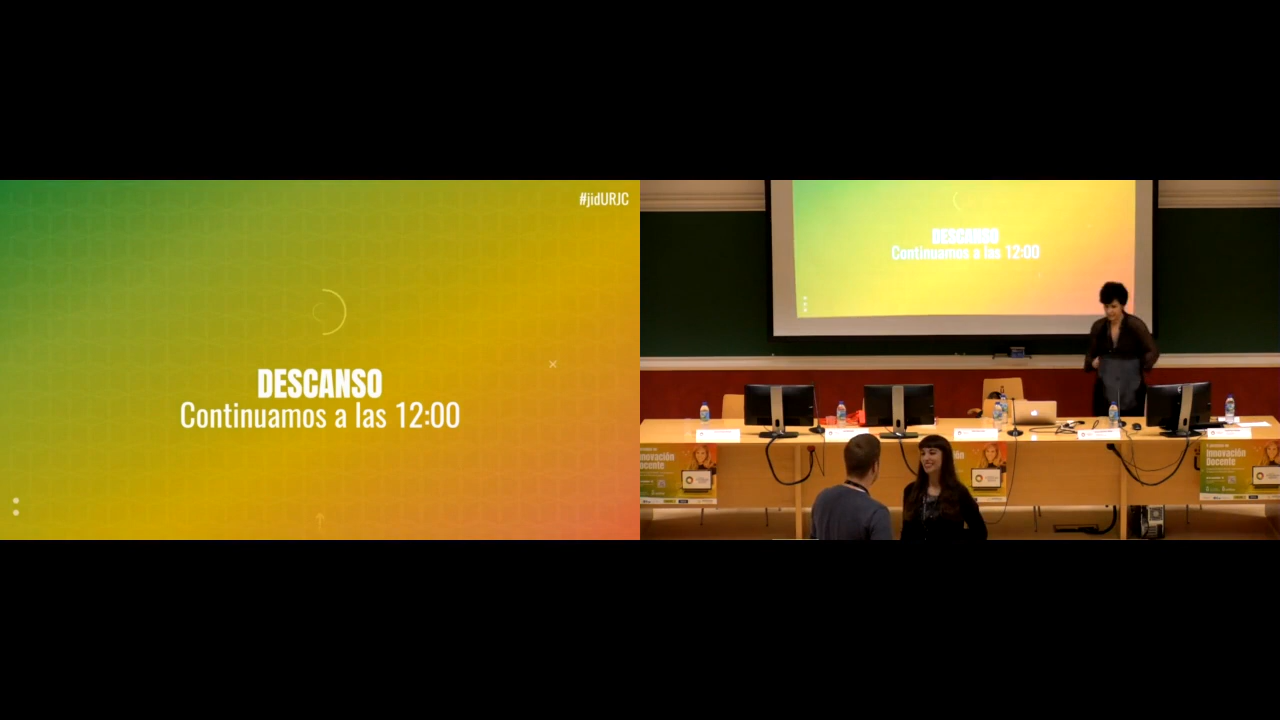 #jidURJC
DESCANSO
Continuamos a las 12:00
DESCANSO
Continuamos a las 12:00
Innovación
Docente
Innovación
Docente